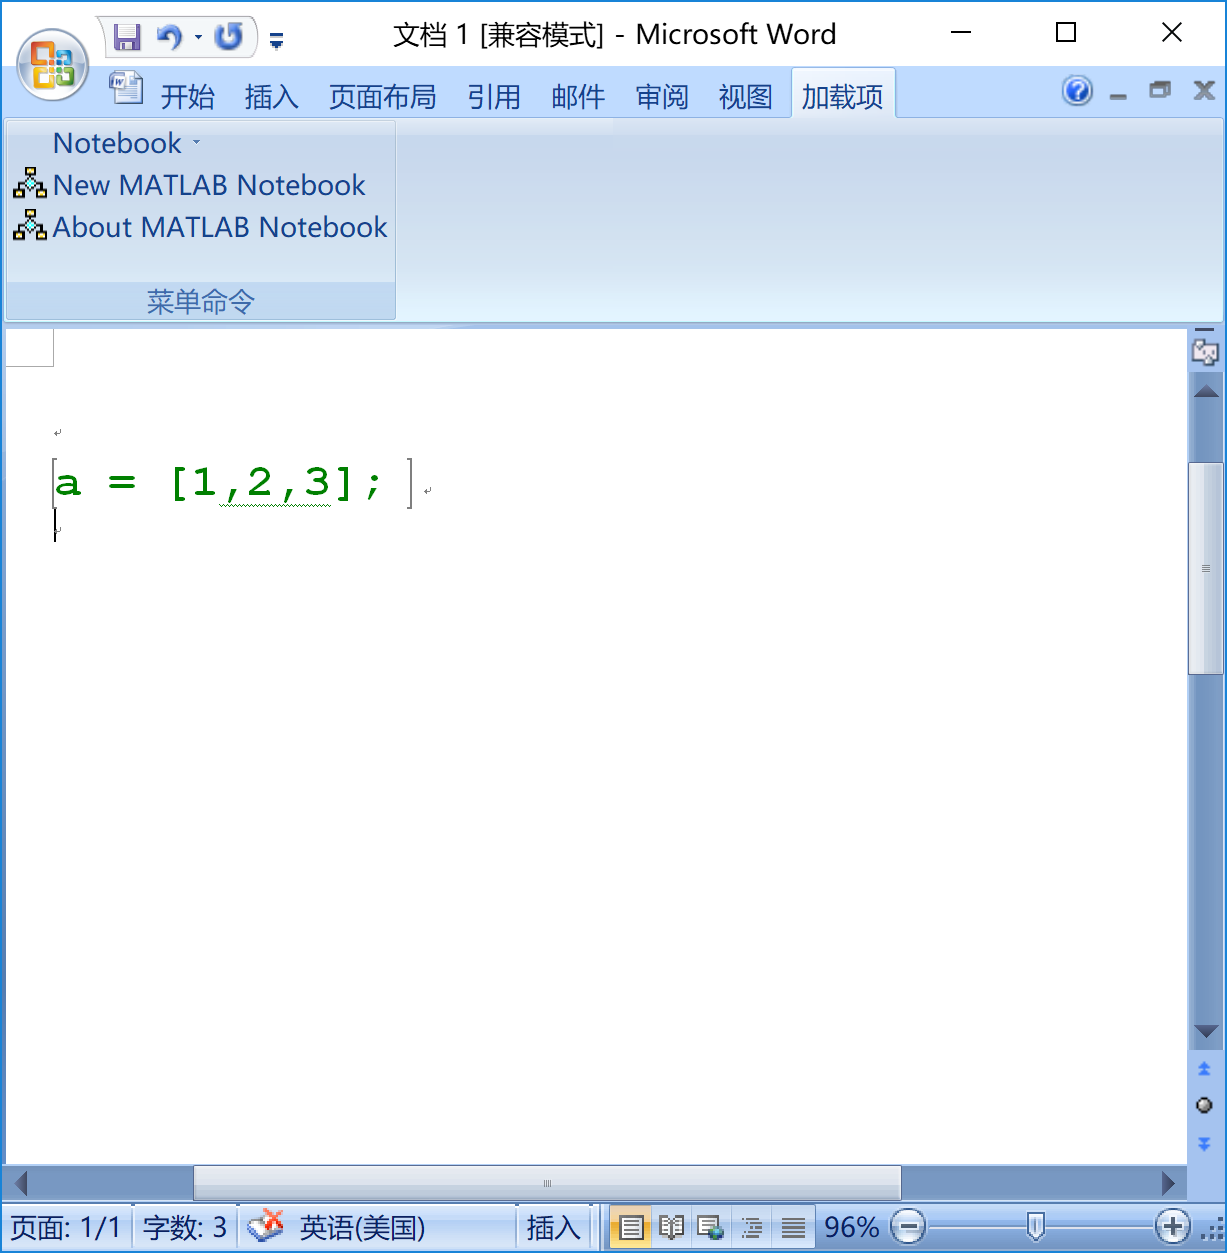 文档 1 [兼容模式] - Microsoft Word
开始 插入 页面布局 引用 邮件 审阅 视图 加载项
Notebook
New MATLAB Notebook
About MATLAB Notebook
菜单命令
a = [1,2,3];
页面: 1/1 字数: 3 英语(美国) 插入 96%